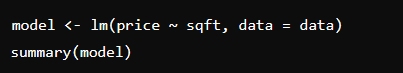 model <- lm(price ~ sqft, data = data)
summary(model)